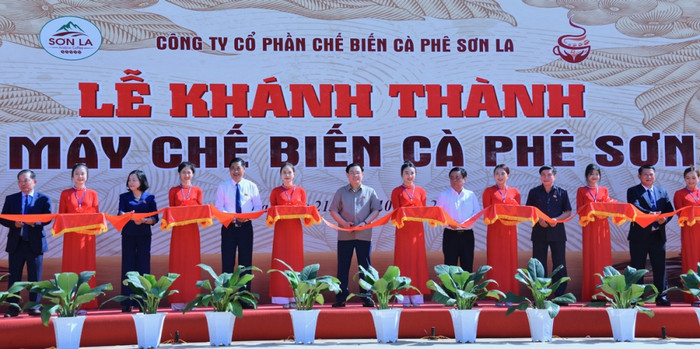 SƠN LA
CÔNG TY CỔ PHẦN CHẾ BIẾN CÀ PHÊ SƠN LA
LỄ KHÁNH THÀNH
MÁY CHẾ BIẾN CÀ PHÊ SƠN